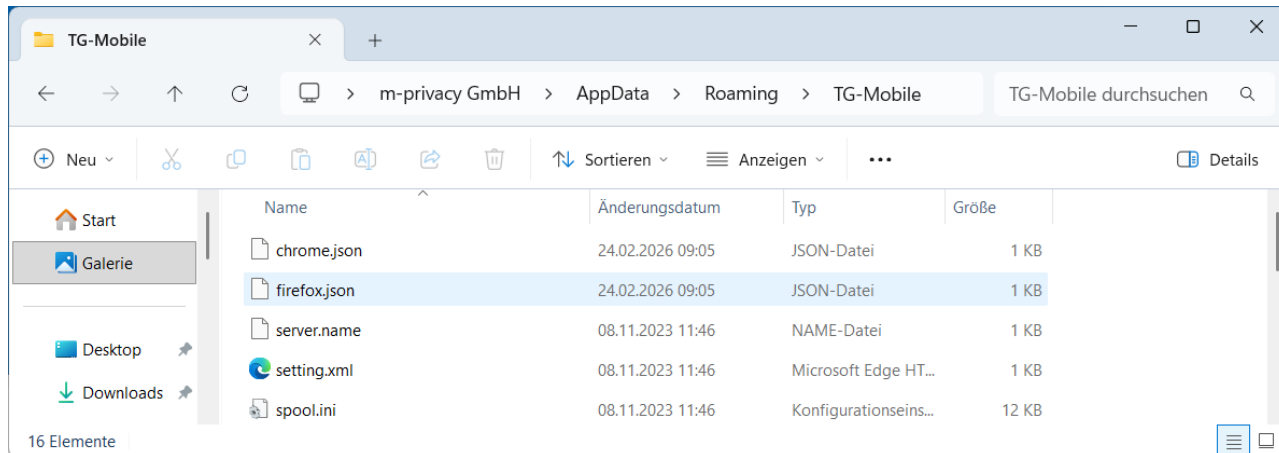 TG-Mobile
m-privacy GmbH > AppData > Roaming > TG-Mobile
TG-Mobile durchsuchen
Neu
Sortieren
Anzeigen
Details
Start
Galerie
Desktop
Downloads
Name Änderungsdatum Typ Größe
chrome.json 24.02.2026 09:05 JSON-Datei 1 KB
firefox.json 24.02.2026 09:05 JSON-Datei 1 KB
server.name 08.11.2023 11:46 NAME-Datei 1 KB
setting.xml 08.11.2023 11:46 Microsoft Edge HT... 1 KB
spool.ini 08.11.2023 11:46 Konfigurationseins... 12 KB
16 Elemente